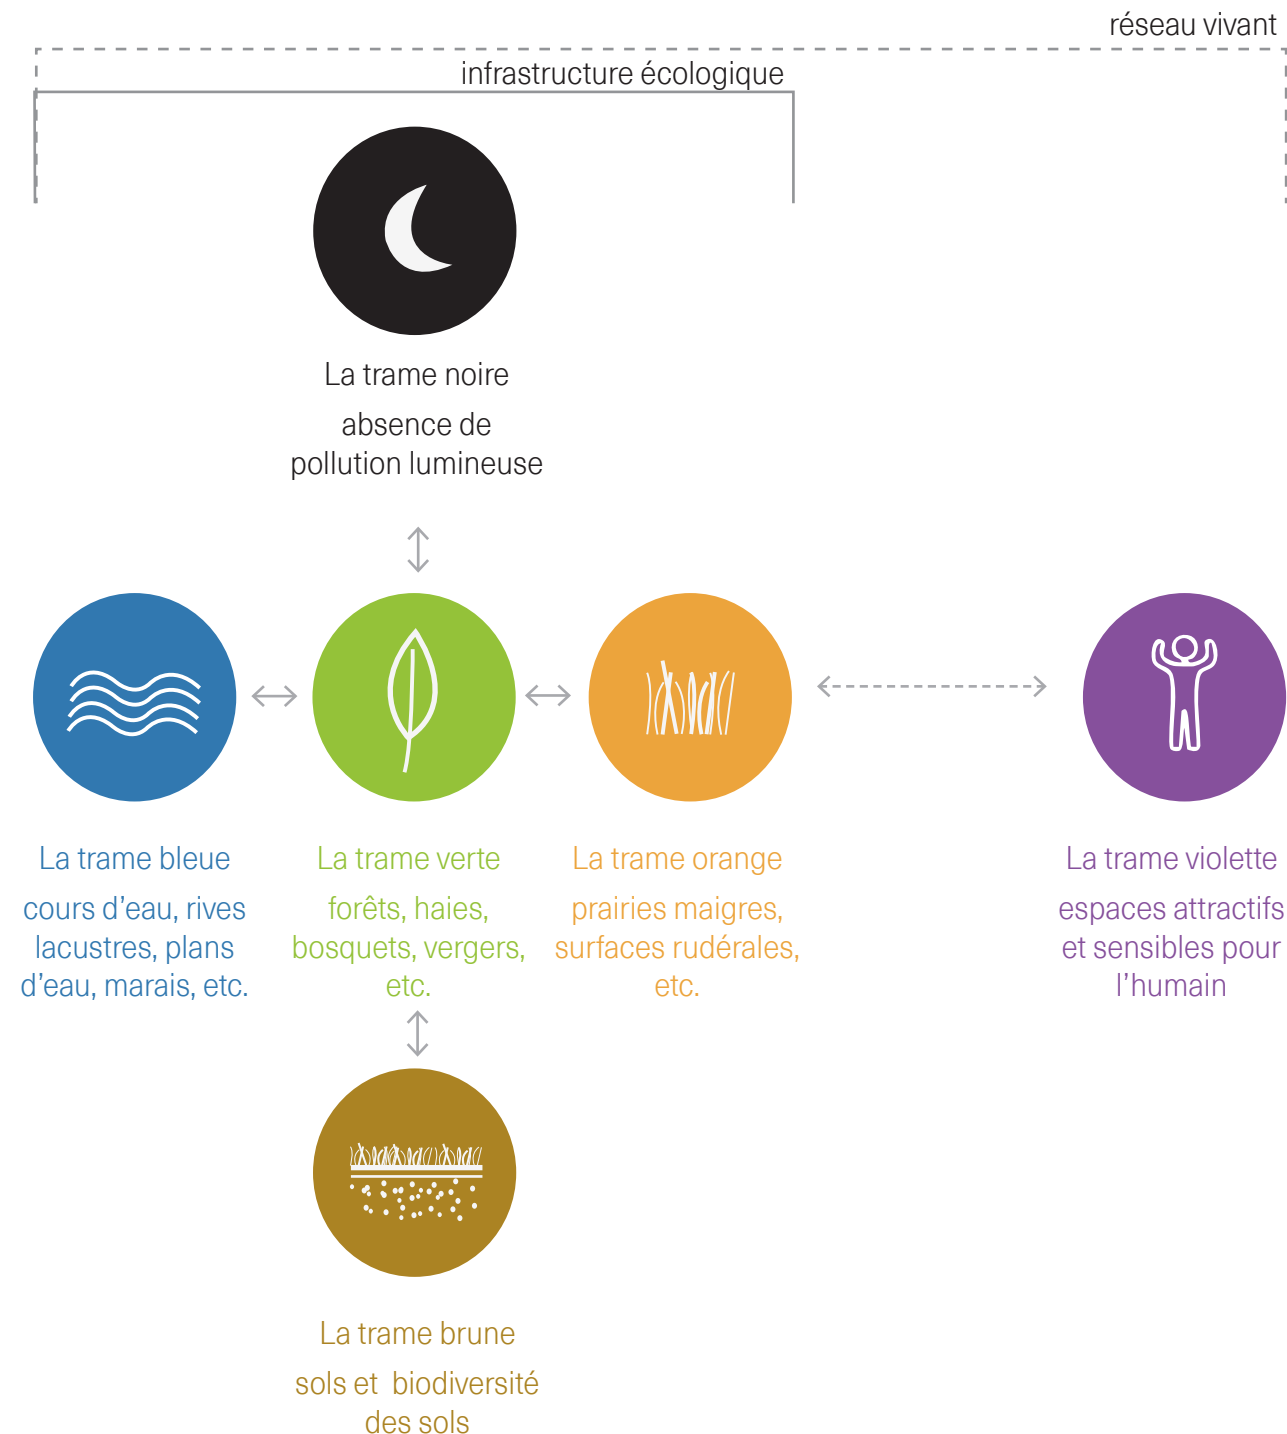 réseau vivant
infrastructure écologique
La trame noire
absence de
pollution lumineuse
La trame bleue
cours d’eau, rives
lacustres, plans
d’eau, marais, etc.
La trame verte
forêts, haies,
bosquets, vergers,
etc.
La trame orange
prairies maigres,
surfaces rudérales,
etc.
La trame violette
espaces attractifs
et sensibles pour
l’humain
La trame brune
sols et  biodiversité
des sols